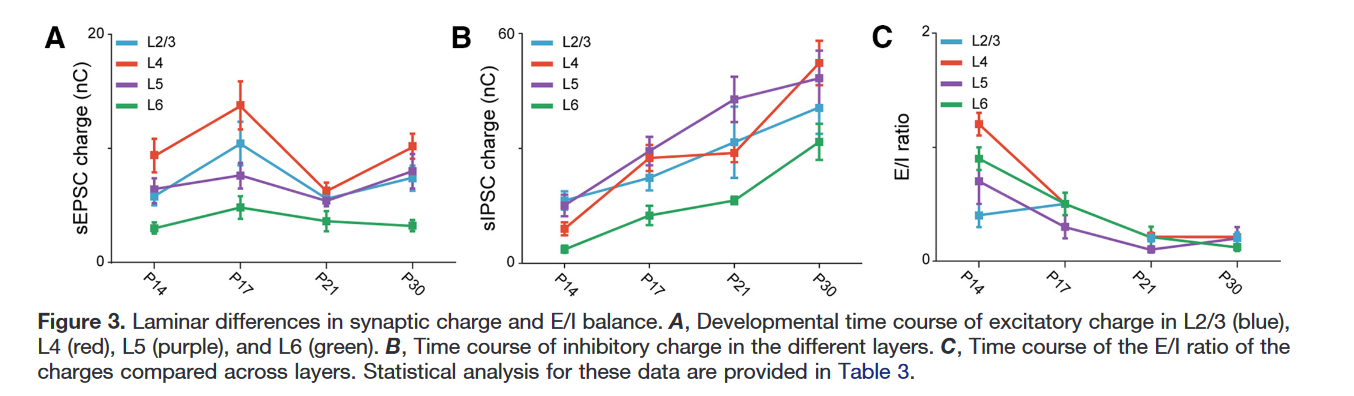 A
20
sEPSC charge (nC)
0
L2/3
L4
L5
L6
P14
P17
P21
P30
B
60
sIPSC charge (nC)
0
L2/3
L4
L5
L6
P14
P17
P21
P30
C
2
E/I ratio
0
L2/3
L4
L5
L6
P14
P17
P21
P30
Figure 3. Laminar differences in synaptic charge and E/I balance. A, Developmental time course of excitatory charge in L2/3 (blue),
L4 (red), L5 (purple), and L6 (green). B, Time course of inhibitory charge in the different layers. C, Time course of the E/I ratio of the
charges compared across layers. Statistical analysis for these data are provided in Table 3.